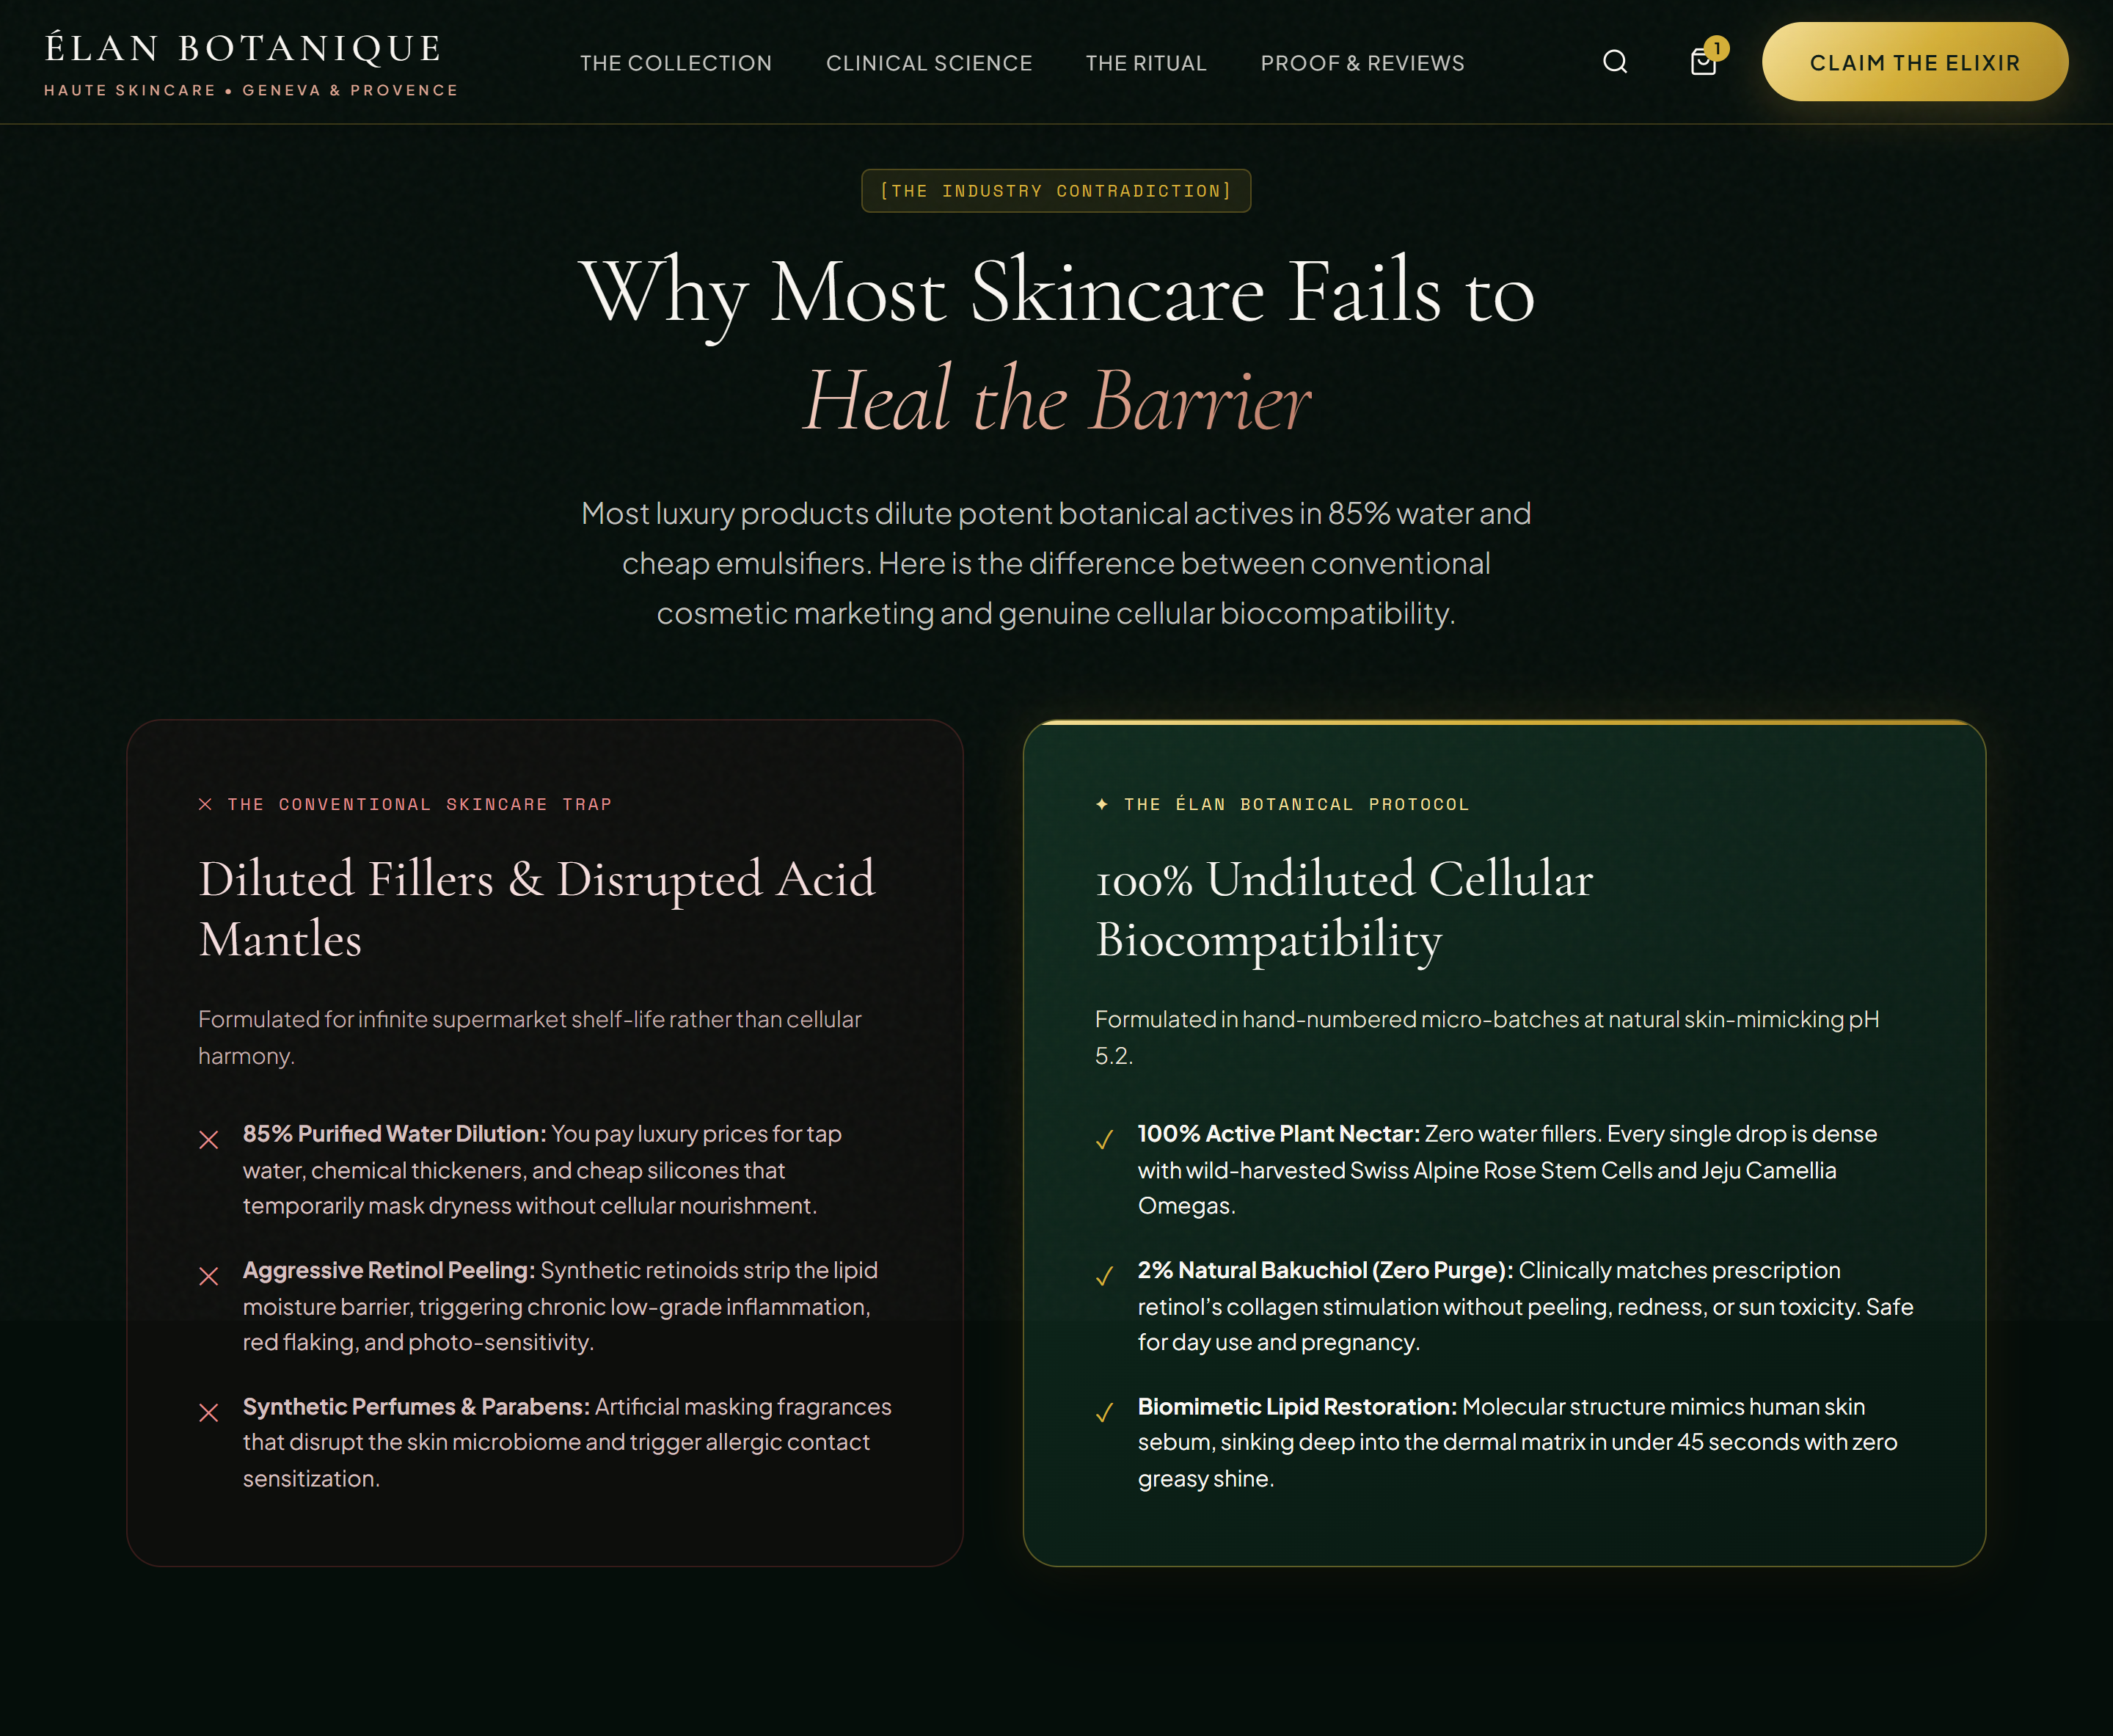 ÉLAN BOTANIQUE
HAUTE SKINCARE • GENEVA & PROVENCE
THE COLLECTION
CLINICAL SCIENCE
THE RITUAL
PROOF & REVIEWS
1
CLAIM THE ELIXIR
[THE INDUSTRY CONTRADICTION]
Why Most Skincare Fails to
Heal the Barrier
Most luxury products dilute potent botanical actives in 85% water and
cheap emulsifiers. Here is the difference between conventional
cosmetic marketing and genuine cellular biocompatibility.
✕ THE CONVENTIONAL SKINCARE TRAP
Diluted Fillers & Disrupted Acid
Mantles
Formulated for infinite supermarket shelf-life rather than cellular
harmony.
✕ 85% Purified Water Dilution: You pay luxury prices for tap
water, chemical thickeners, and cheap silicones that
temporarily mask dryness without cellular nourishment.
✕ Aggressive Retinol Peeling: Synthetic retinoids strip the lipid
moisture barrier, triggering chronic low-grade inflammation,
red flaking, and photo-sensitivity.
✕ Synthetic Perfumes & Parabens: Artificial masking fragrances
that disrupt the skin microbiome and trigger allergic contact
sensitization.
✦ THE ÉLAN BOTANICAL PROTOCOL
100% Undiluted Cellular
Biocompatibility
Formulated in hand-numbered micro-batches at natural skin-mimicking pH
5.2.
✓ 100% Active Plant Nectar: Zero water fillers. Every single drop is dense
with wild-harvested Swiss Alpine Rose Stem Cells and Jeju Camellia
Omegas.
✓ 2% Natural Bakuchiol (Zero Purge): Clinically matches prescription
retinol's collagen stimulation without peeling, redness, or sun toxicity. Safe
for day use and pregnancy.
✓ Biomimetic Lipid Restoration: Molecular structure mimics human skin
sebum, sinking deep into the dermal matrix in under 45 seconds with zero
greasy shine.